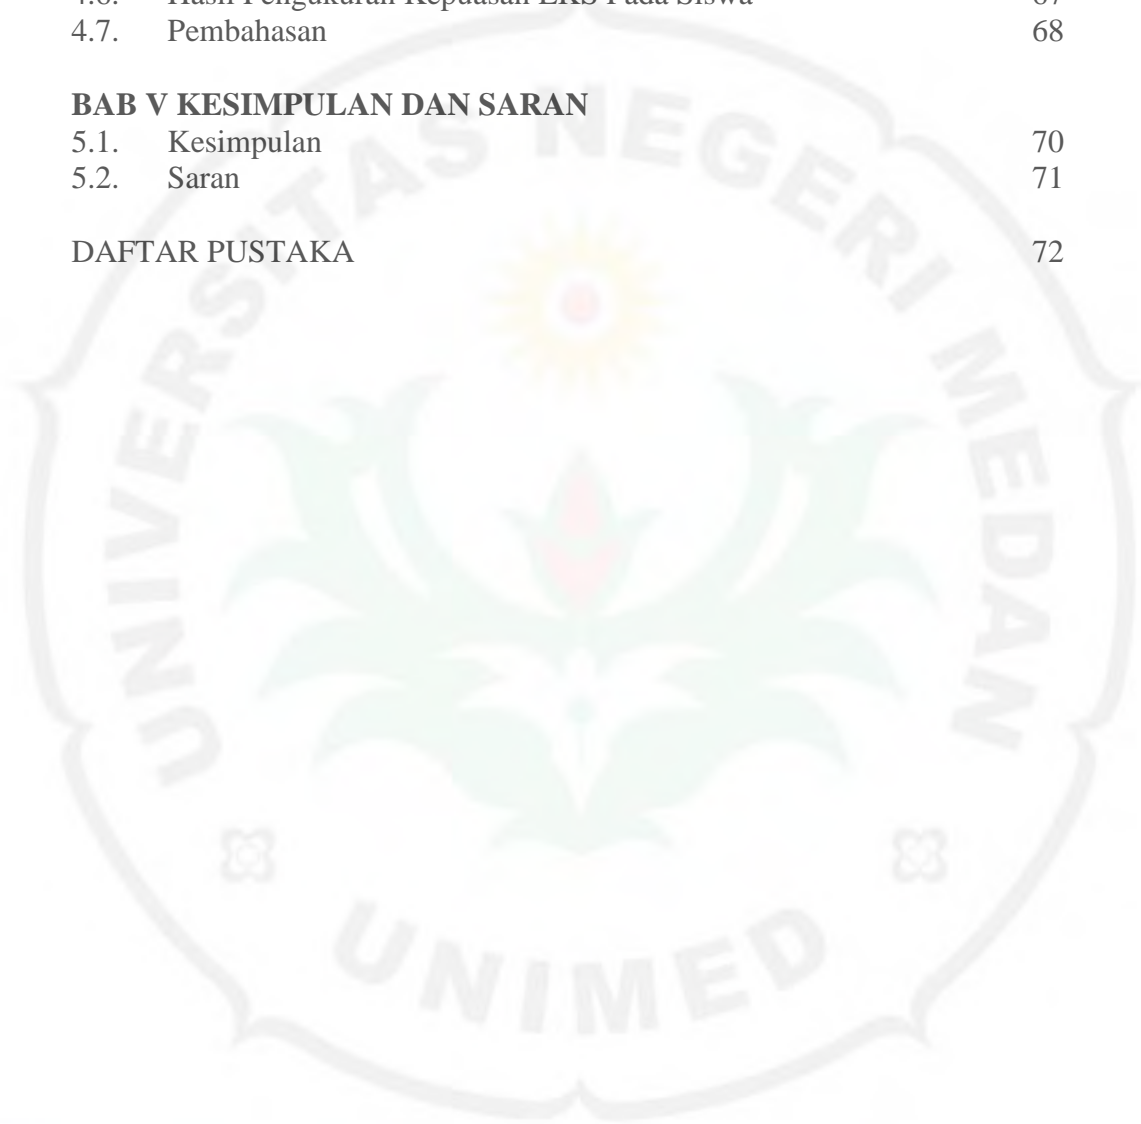 4.6. Hasil Pengukuran Kepuasan LKS Pada Siswa 67
4.7. Pembahasan 68
BAB V KESIMPULAN DAN SARAN
5.1. Kesimpulan 70
5.2. Saran 71
DAFTAR PUSTAKA 72
UNIVERSITAS NEGERI MEDAN
UNIMED